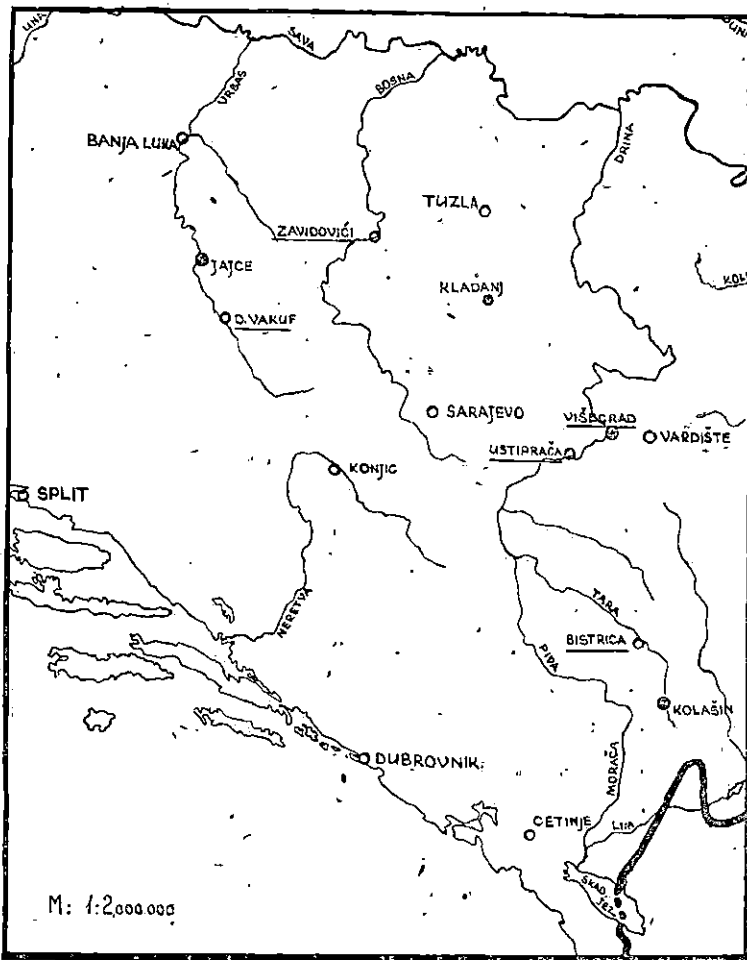 UNA
SAVA
VRBAS
BOSNA
DRINA
BANJA LUKA
TUZLA
ZAVIDOVIĆI
JAJCE
KLADANJ
D.VAKUF
SARAJEVO
VIŠEGRAD
VARDIŠTE
USTIPRAČA
KONJIC
SPLIT
NERETVA
TARA
PIVA
BISTRICA
KOLAŠIN
MORAČA
DUBROVNIK
CETINJE
LIM
SKAD.
JEZ.
M: 1:2,000.000